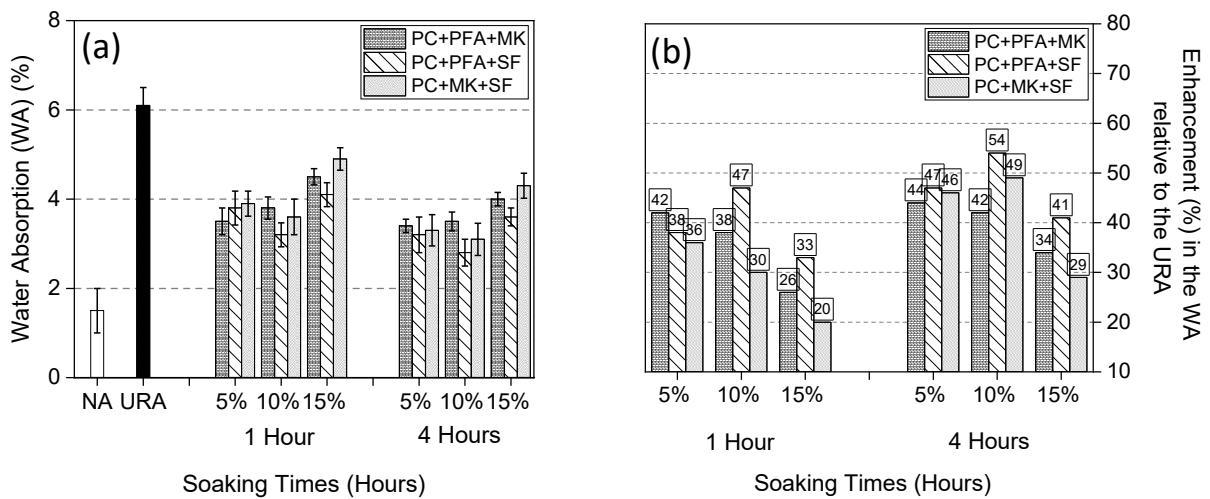 (a)
PC+PFA+MK
PC+PFA+SF
PC+MK+SF
Water Absorption (WA) (%)
8
6
4
2
0
NA URA 5% 10% 15% 5% 10% 15%
1 Hour 4 Hours
Soaking Times (Hours)
(b)
PC+PFA+MK
PC+PFA+SF
PC+MK+SF
42 38 36 38 47 30 26 33 20 44 47 46 42 54 49 34 41 29
80
70
60
50
40
30
20
10
Enhancement (%) in the WA
relative to the URA
5% 10% 15% 5% 10% 15%
1 Hour 4 Hours
Soaking Times (Hours)